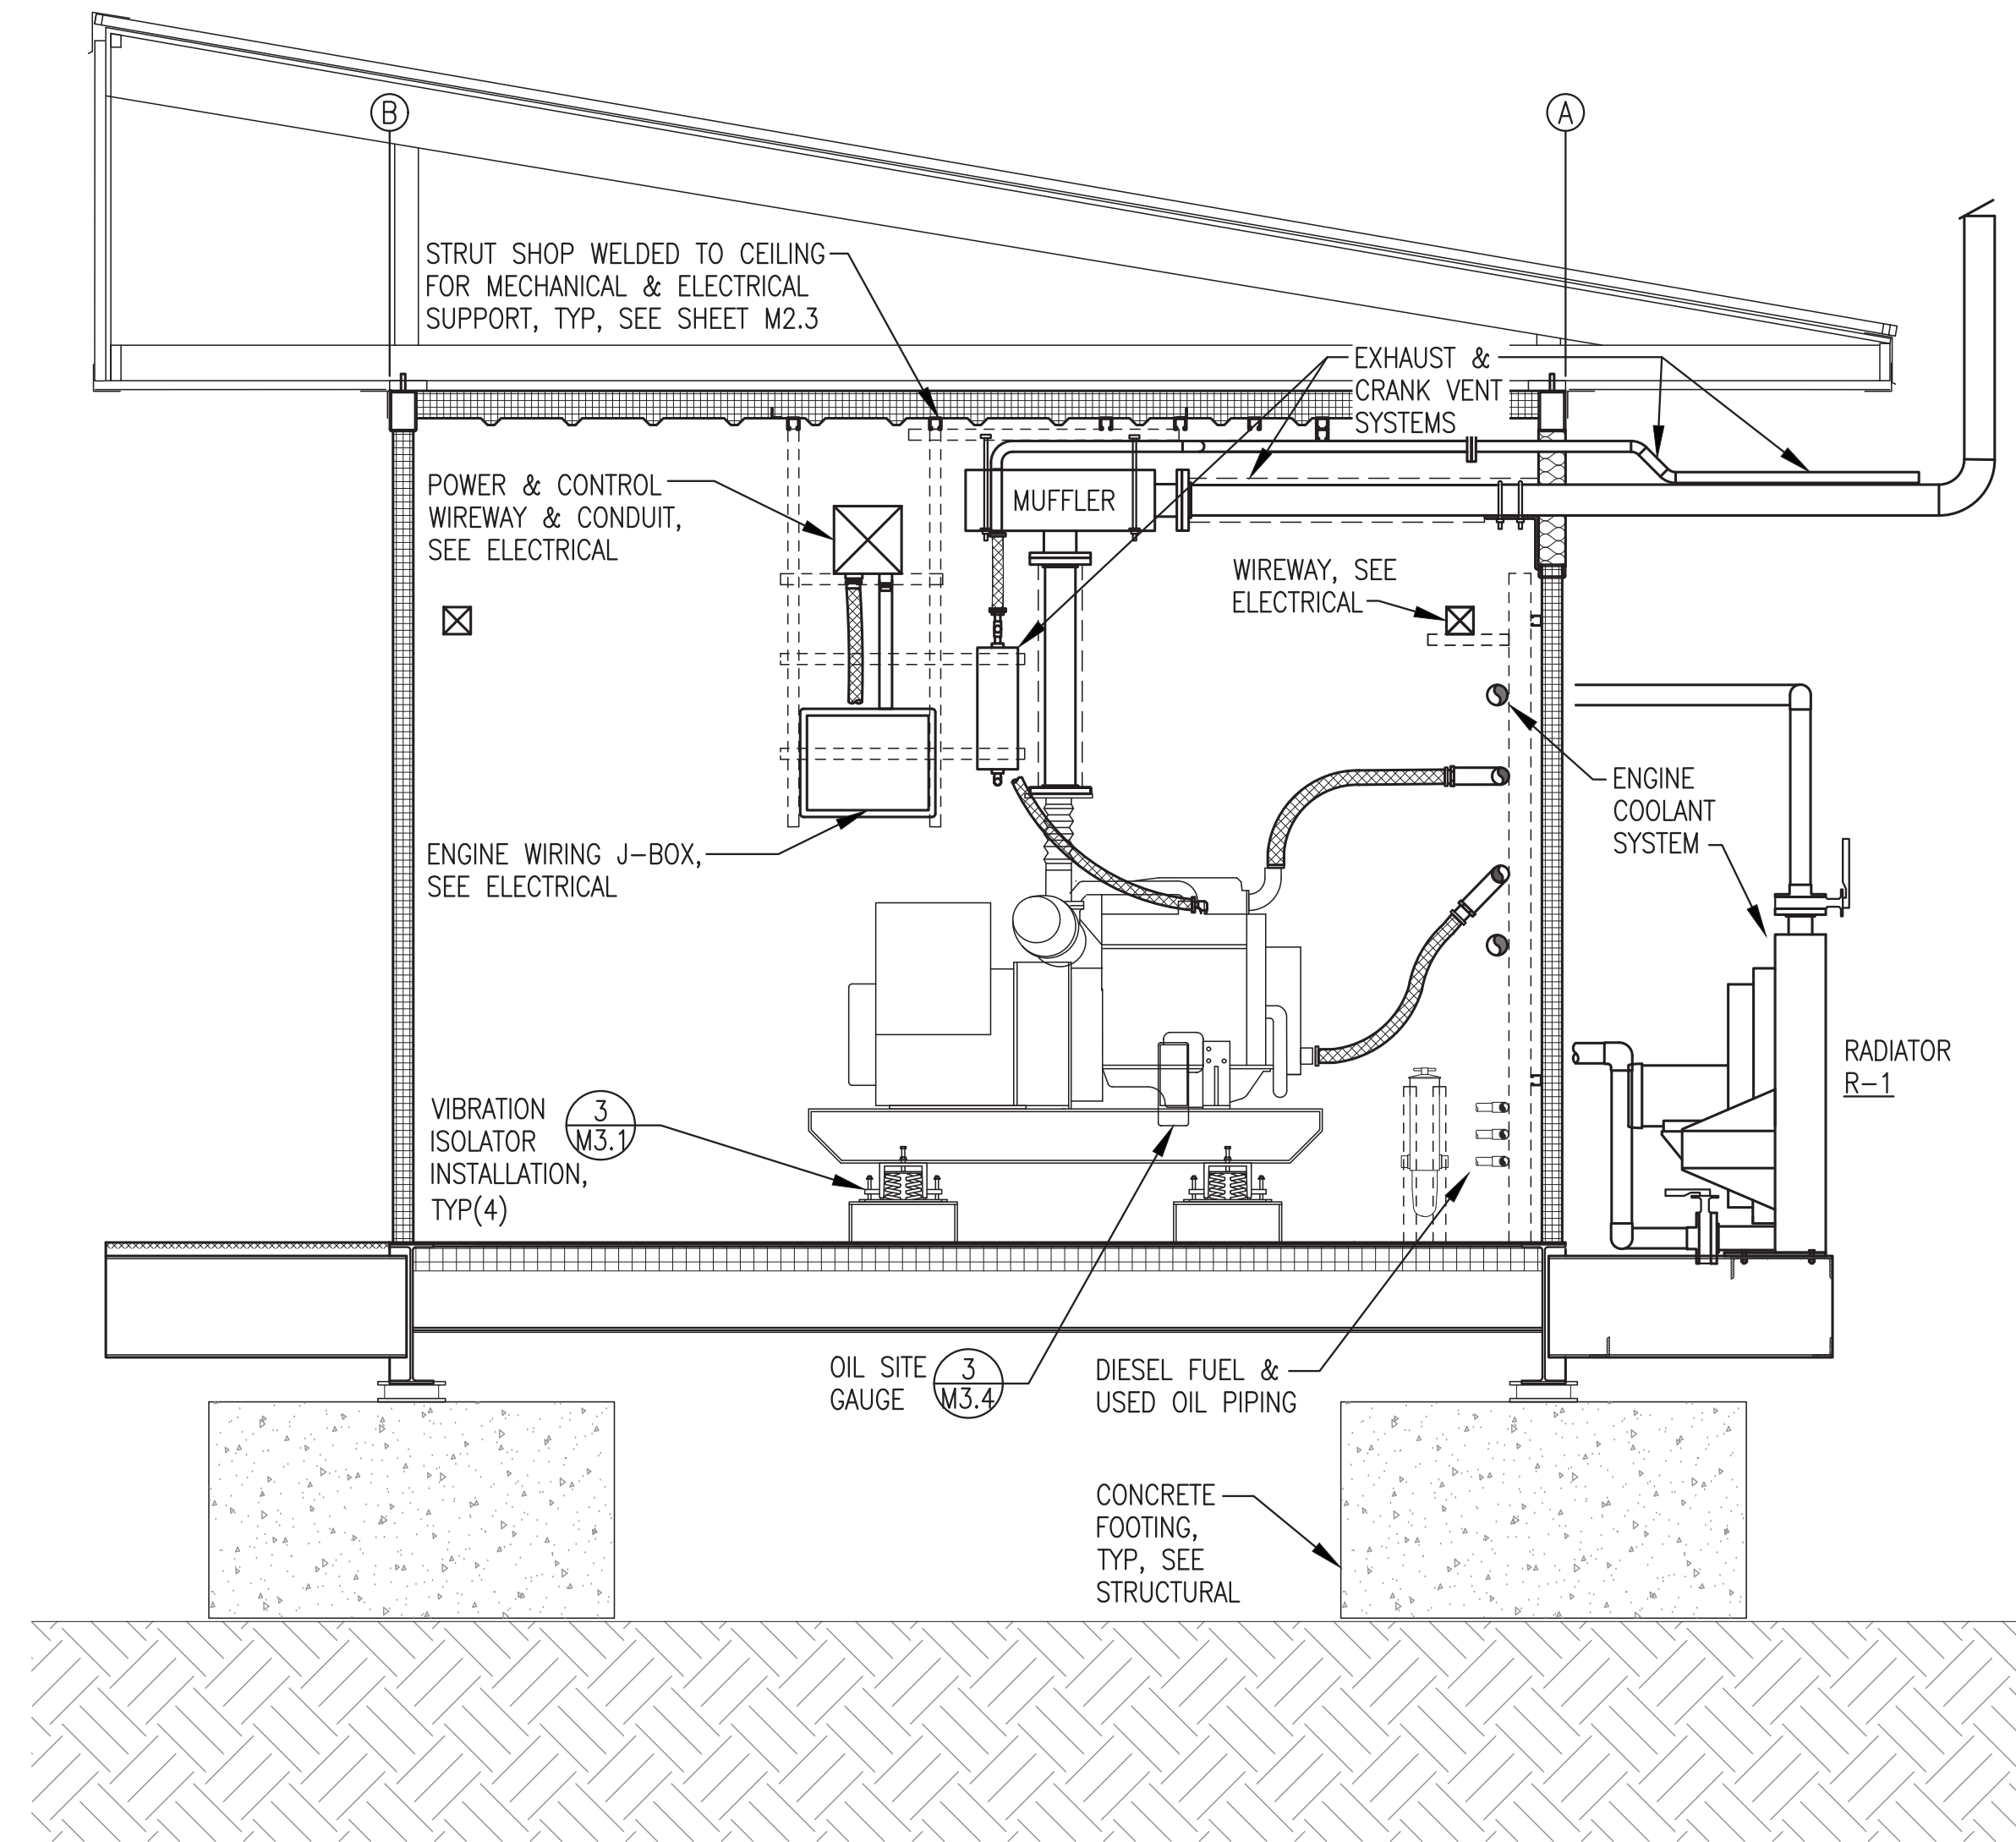 B
A
STRUT SHOP WELDED TO CEILING
FOR MECHANICAL & ELECTRICAL
SUPPORT, TYP, SEE SHEET M2.3
EXHAUST &
CRANK VENT
SYSTEMS
POWER & CONTROL
WIREWAY & CONDUIT,
SEE ELECTRICAL
MUFFLER
WIREWAY, SEE
ELECTRICAL
ENGINE
COOLANT
SYSTEM
ENGINE WIRING J-BOX,
SEE ELECTRICAL
RADIATOR
R-1
VIBRATION
ISOLATOR
INSTALLATION,
TYP(4)
3
M3.1
OIL SITE
GAUGE
3
M3.4
DIESEL FUEL &
USED OIL PIPING
CONCRETE
FOOTING,
TYP, SEE
STRUCTURAL